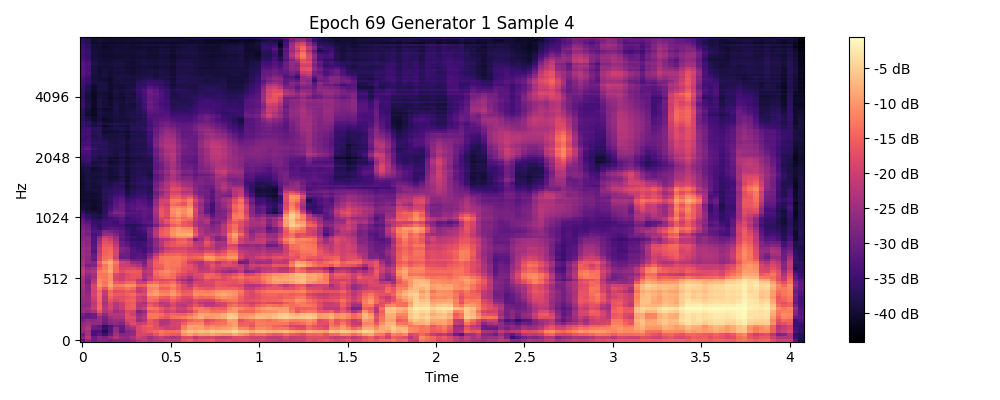 Epoch 69 Generator 1 Sample 4
Hz
4096
2048
1024
512
0
0
0.5
1
1.5
2
2.5
3
3.5
4
Time
-5 dB
-10 dB
-15 dB
-20 dB
-25 dB
-30 dB
-35 dB
-40 dB